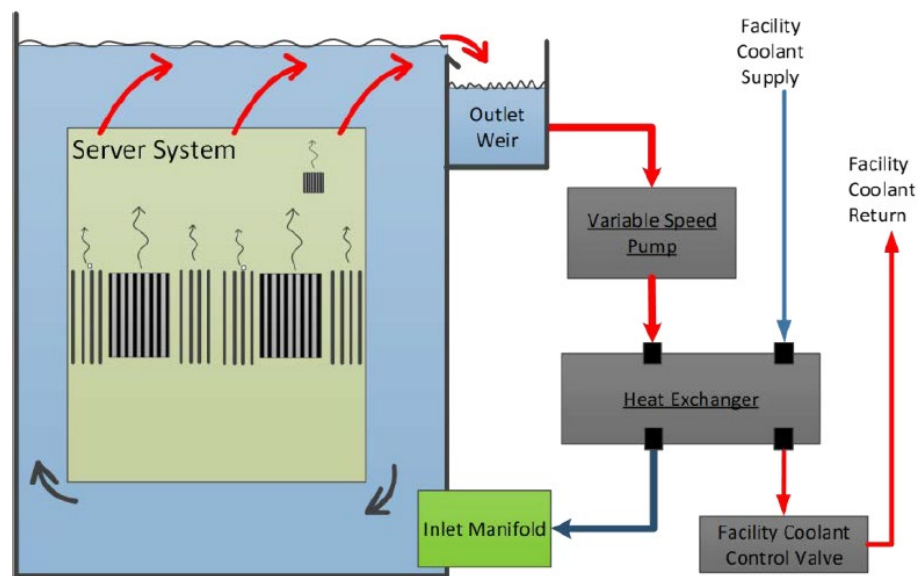 Server System
Outlet
Weir
Facility
Coolant
Supply
Variable Speed
Pump
Facility
Coolant
Return
Heat Exchanger
Inlet Manifold
Facility Coolant
Control Valve